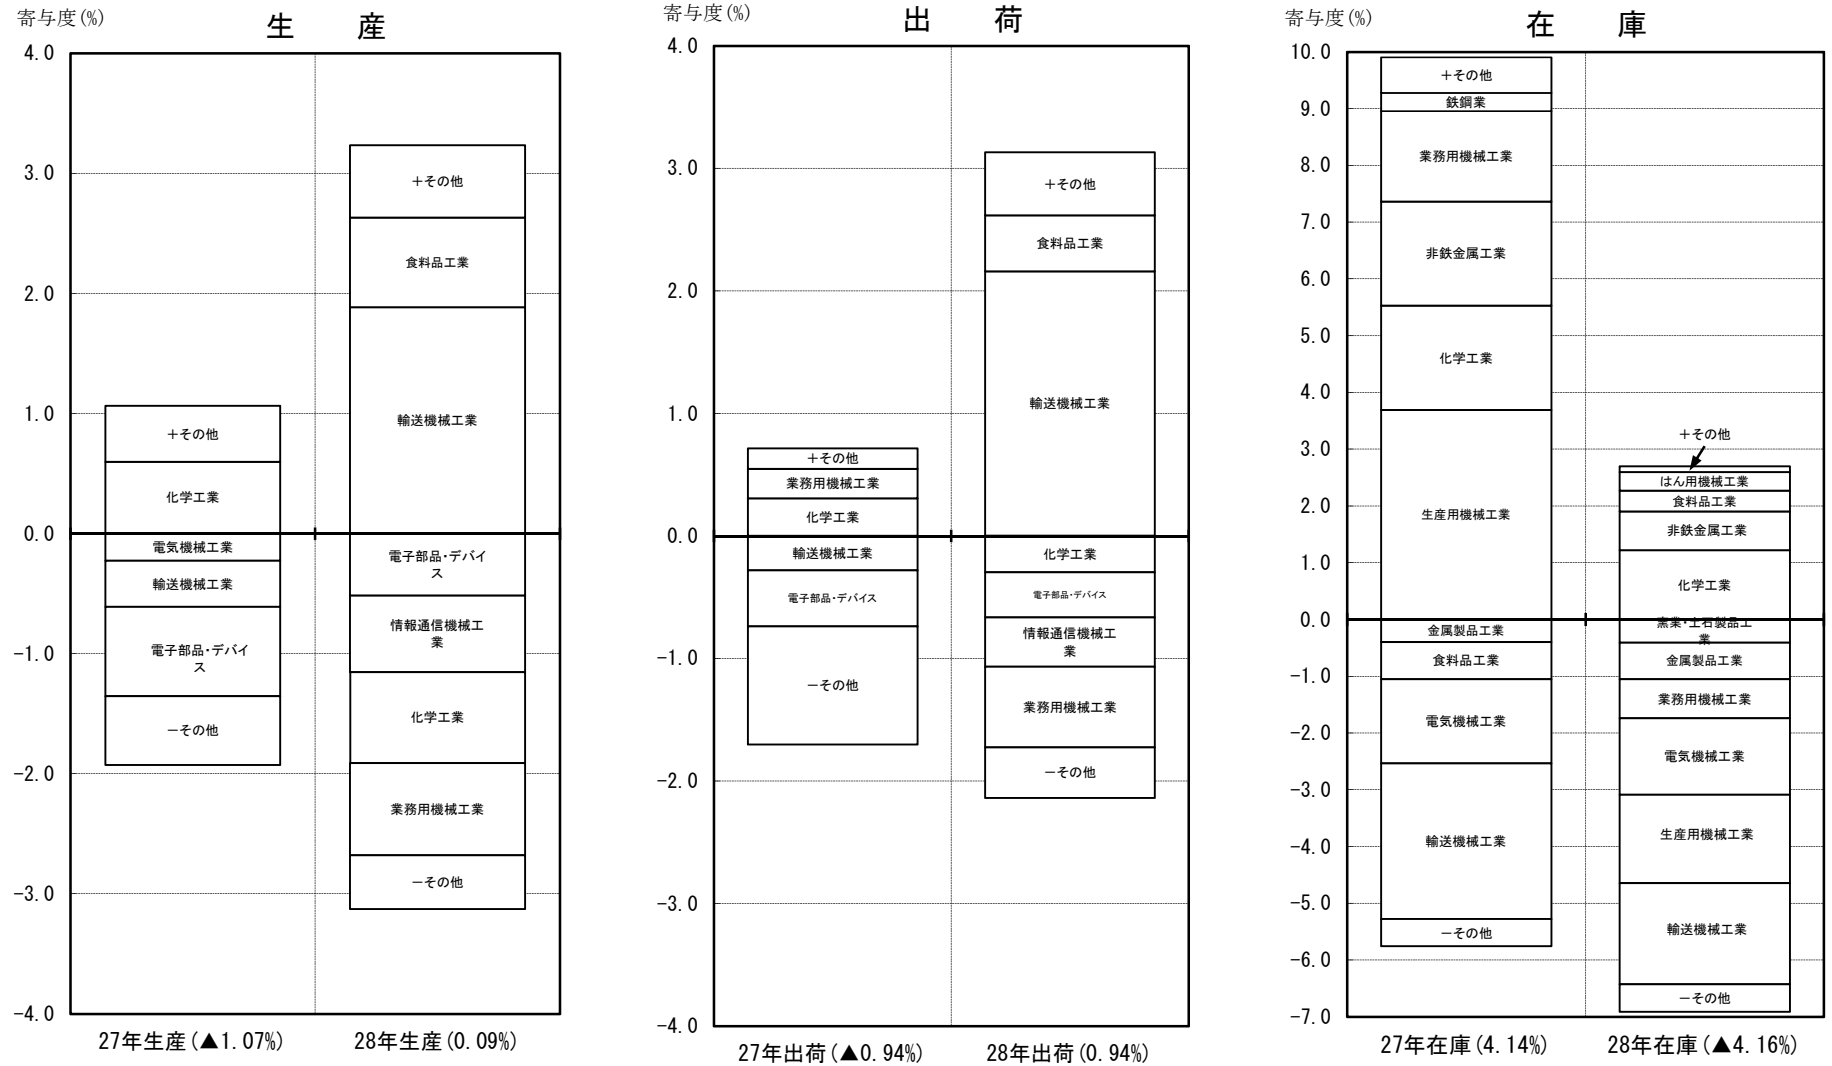 寄与度(%)
生　産
4.0
3.0
2.0
1.0
0.0
-1.0
-2.0
-3.0
-4.0
+その他
化学工業
電気機械工業
輸送機械工業
電子部品・デバイ
ス
-その他
+その他
食料品工業
輸送機械工業
電子部品・デバイ
ス
情報通信機械工
業
化学工業
業務用機械工業
-その他
27年生産(▲1.07%)
28年生産(0.09%)
寄与度(%)
出　荷
4.0
3.0
2.0
1.0
0.0
-1.0
-2.0
-3.0
-4.0
+その他
業務用機械工業
化学工業
輸送機械工業
電子部品・デバイス
-その他
+その他
食料品工業
輸送機械工業
化学工業
電子部品・デバイス
情報通信機械工
業
業務用機械工業
-その他
27年出荷(▲0.94%)
28年出荷(0.94%)
寄与度(%)
在　庫
10.0
9.0
8.0
7.0
6.0
5.0
4.0
3.0
2.0
1.0
0.0
-1.0
-2.0
-3.0
-4.0
-5.0
-6.0
-7.0
+その他
鉄鋼業
業務用機械工業
非鉄金属工業
化学工業
生産用機械工業
金属製品工業
食料品工業
電気機械工業
輸送機械工業
-その他
+その他
はん用機械工業
食料品工業
非鉄金属工業
化学工業
窯業・土石製品工
業
金属製品工業
業務用機械工業
電気機械工業
生産用機械工業
輸送機械工業
-その他
27年在庫(4.14%)
28年在庫(▲4.16%)